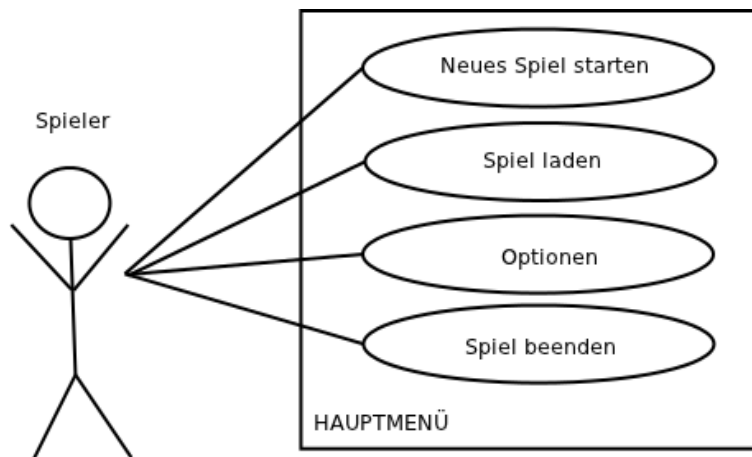 Spieler
Neues Spiel starten
Spiel laden
Optionen
Spiel beenden
HAUPTMENÜ